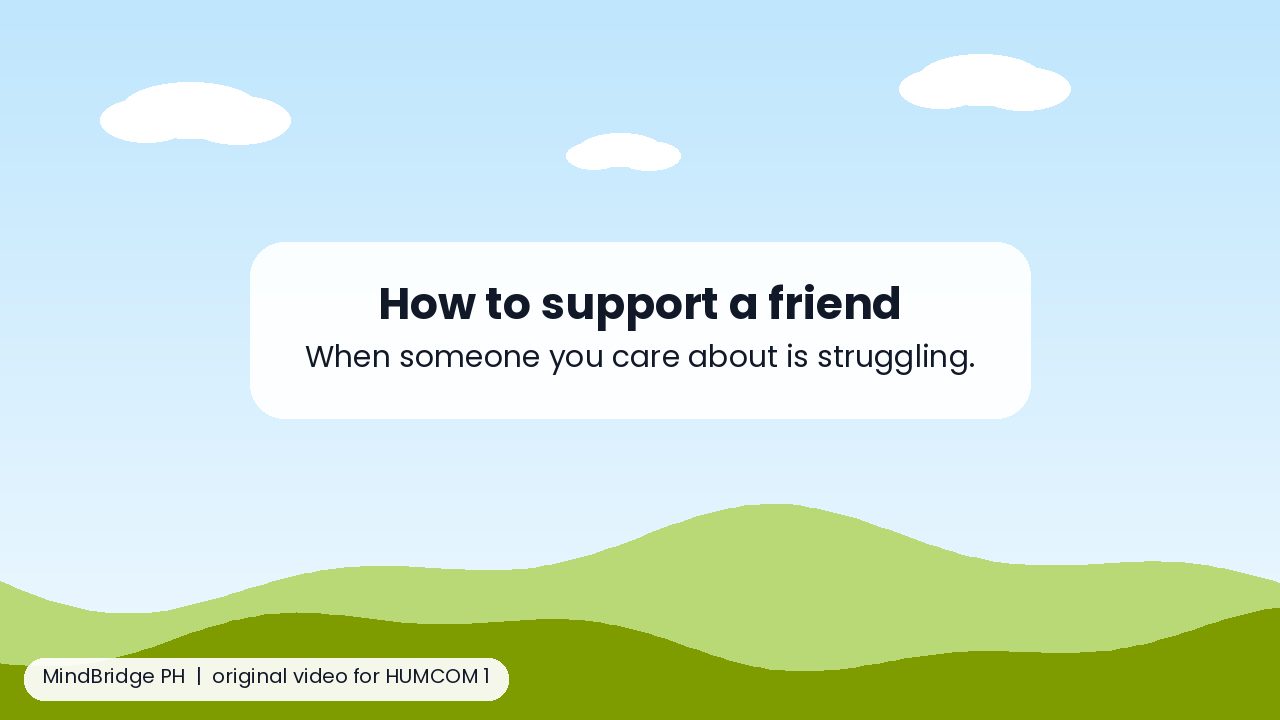 How to support a friend
When someone you care about is struggling.
MindBridge PH | original video for HUMCOM 1